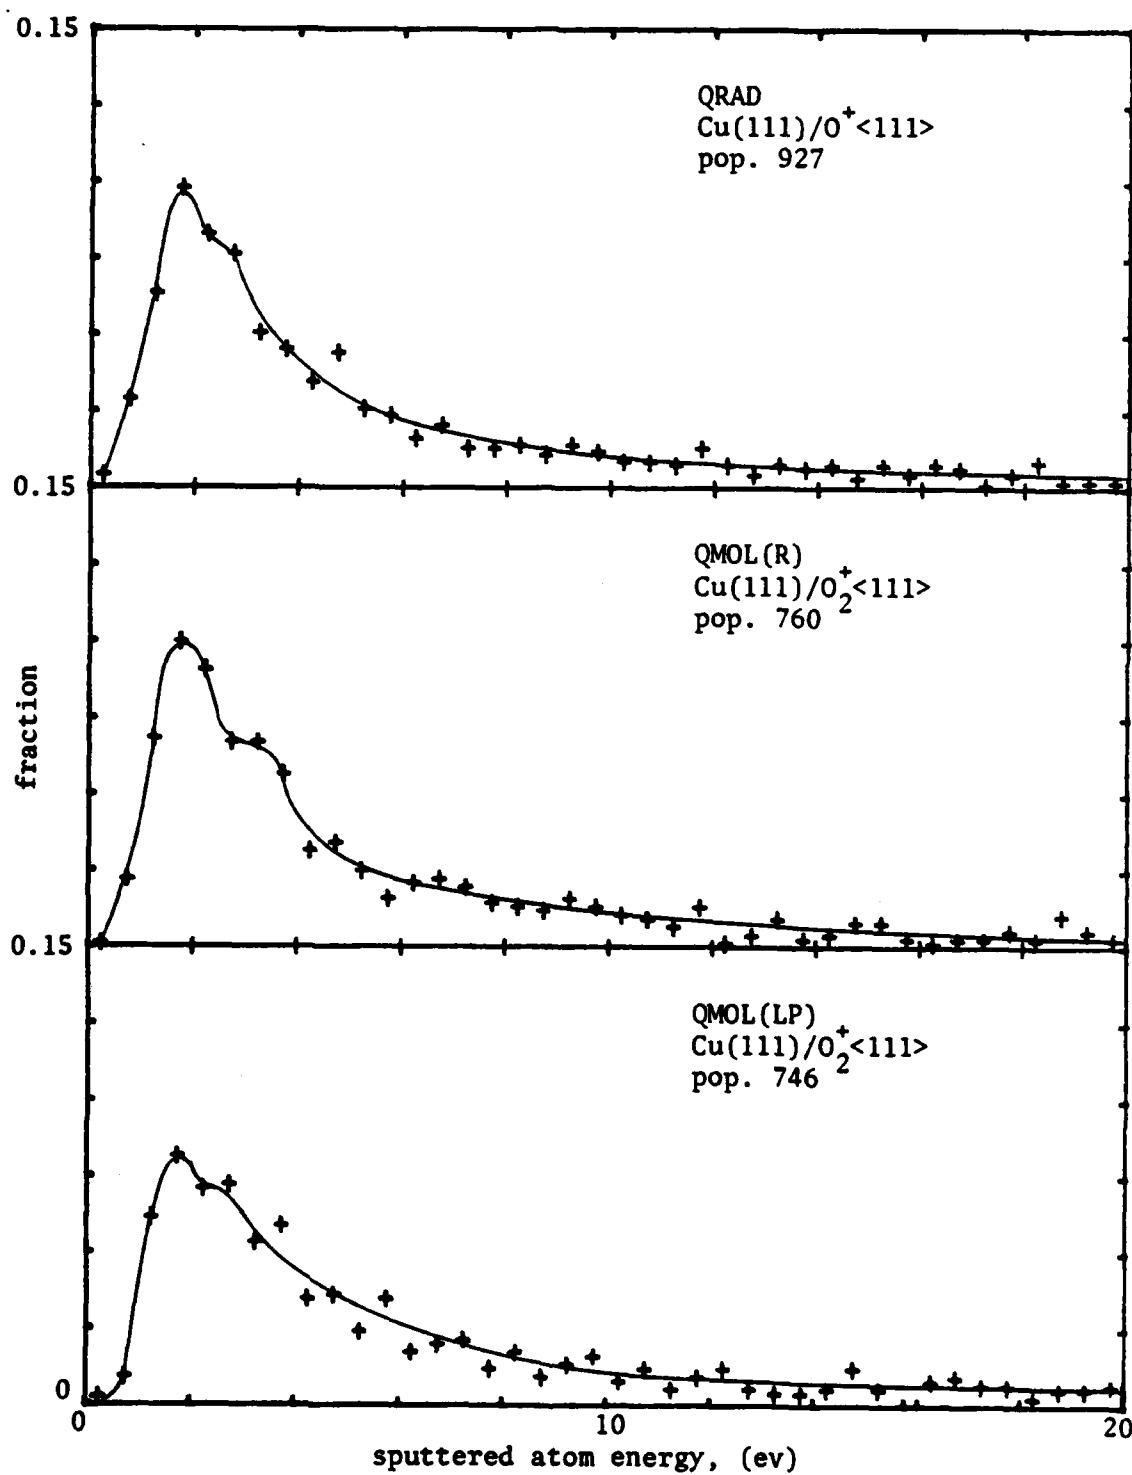 0.15
QRAD
Cu(111)/O+<111>
pop. 927
0.15
QMOL(R)
Cu(111)/O2+<111>
pop. 760
fraction
0.15
QMOL(LP)
Cu(111)/O2+<111>
pop. 746
0
0 10 20
sputtered atom energy, (ev)